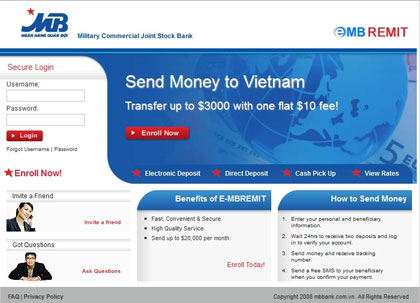 MB
NGÂN HÀNG QUÂN ĐỘI
Military Commercial Joint Stock Bank
eMB REMIT
Secure Login
Username:
Password:
Login
Forgot Username | Password
Enroll Now!
Send Money to Vietnam
Transfer up to $3000 with one flat $10 fee!
Enroll Now
Electronic Deposit
Direct Deposit
Cash Pick Up
View Rates
Invite a Friend
Invite a friend
Got Questions
Ask Questions
Benefits of E-MBREMIT
Fast, Convenient & Secure.
High Quality Service.
Send up to $20,000 per month.
Enroll Today!
How to Send Money
1. Enter your personal and beneficiary
information.
2. Wait 24hrs to receive two deposits and log
in to verify your account.
3. Send money and receive tracking
number.
4. Send a free SMS to your beneficiary
when you confirm your payment.
FAQ | Privacy Policy
Copyright 2008 mbbank.com.vn. All Rights Reserved